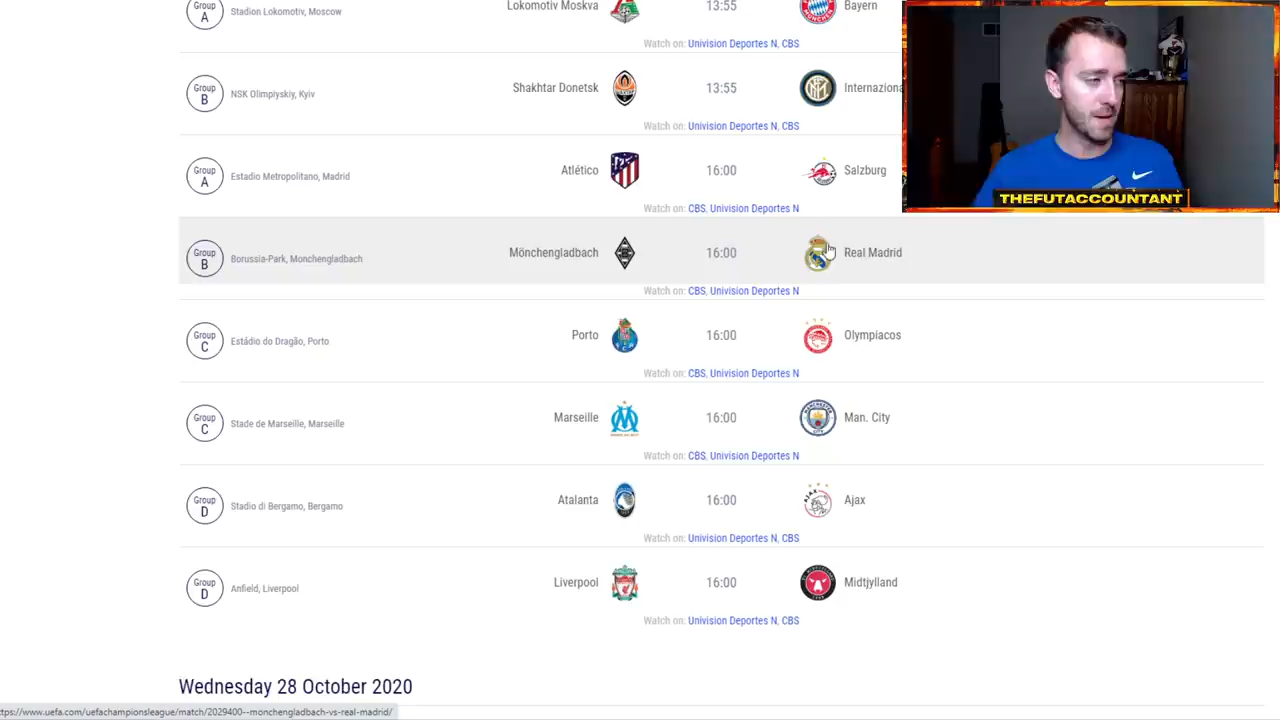 Group
A
Stadion Lokomotiv, Moscow
Lokomotiv Moskva
13:55
Bayern
Watch on: Univision Deportes N, CBS
Group
B
NSK Olimpiyskiy, Kyiv
Shakhtar Donetsk
13:55
Internaziona
Watch on: Univision Deportes N, CBS
Group
A
Estadio Metropolitano, Madrid
Atlético
16:00
Salzburg
Watch on: CBS, Univision Deportes N
THEFUTACCOUNTANT
Group
B
Borussia-Park, Monchengladbach
Mönchengladbach
16:00
Real Madrid
Watch on: CBS, Univision Deportes N
Group
C
Estádio do Dragão, Porto
Porto
16:00
Olympiacos
Watch on: CBS, Univision Deportes N
Group
C
Stade de Marseille, Marseille
Marseille
16:00
Man. City
Watch on: CBS, Univision Deportes N
Group
D
Stadio di Bergamo, Bergamo
Atalanta
16:00
Ajax
Watch on: Univision Deportes N, CBS
Group
D
Anfield, Liverpool
Liverpool
16:00
Midtjylland
Watch on: Univision Deportes N, CBS
Wednesday 28 October 2020
ttps://www.uefa.com/uefachampionsleague/match/2029400--monchengladbach-vs-real-madrid/